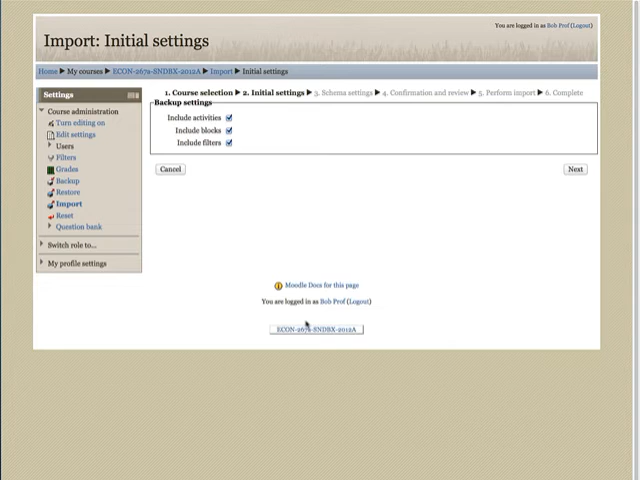 You are logged in as Bob Prof (Logout)
Import: Initial settings
Home ► My courses ► ECON-2674-SNDBX-2012A ► Import ► Initial settings
Settings
Course administration
Turn editing on
Edit settings
Users
Filters
Grades
Backup
Restore
Import
Reset
Question bank
Switch role to...
My profile settings
1. Course selection ► 2. Initial settings ► 3. Schema settings ► 4. Confirmation and review ► 5. Perform import ► 6. Complete
Backup settings
Include activities
Include blocks
Include filters
Cancel
Next
Moodle Docs for this page
You are logged in as Bob Prof (Logout)
ECON-2674-SNDBX-2012A